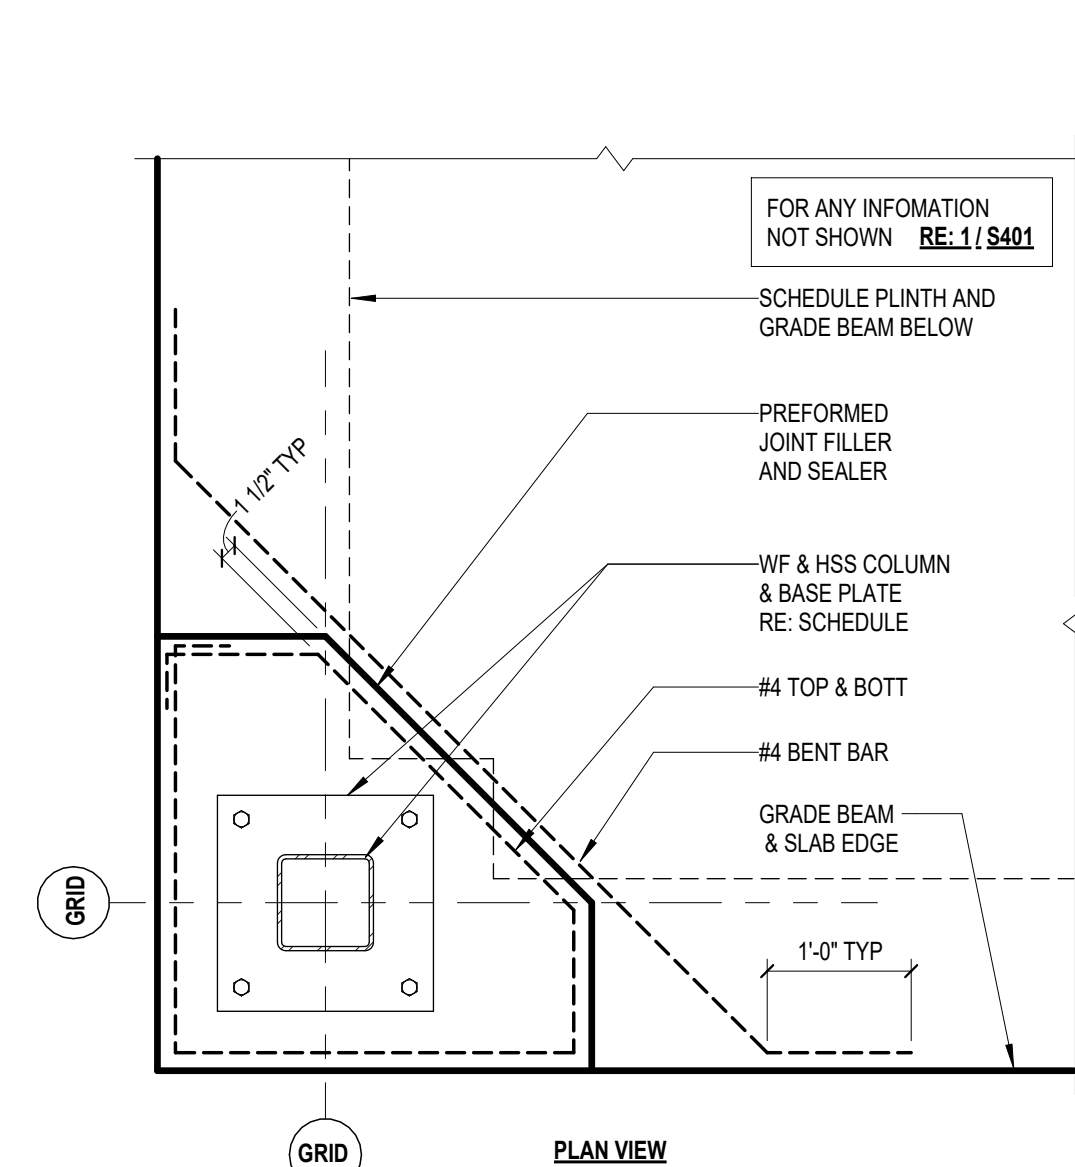 FOR ANY INFOMATION
NOT SHOWN RE: 1 / S401
SCHEDULE PLINTH AND
GRADE BEAM BELOW
PREFORMED
JOINT FILLER
AND SEALER
1 1/2" TYP
WF & HSS COLUMN
& BASE PLATE
RE: SCHEDULE
#4 TOP & BOTT
#4 BENT BAR
GRADE BEAM
& SLAB EDGE
GRID
1'-0" TYP
GRID
PLAN VIEW